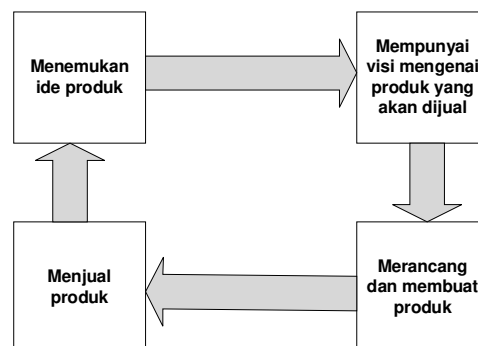 Menemukan
ide produk
Mempunyai
visi mengenai
produk yang
akan dijual
Menjual
produk
Merancang
dan membuat
produk